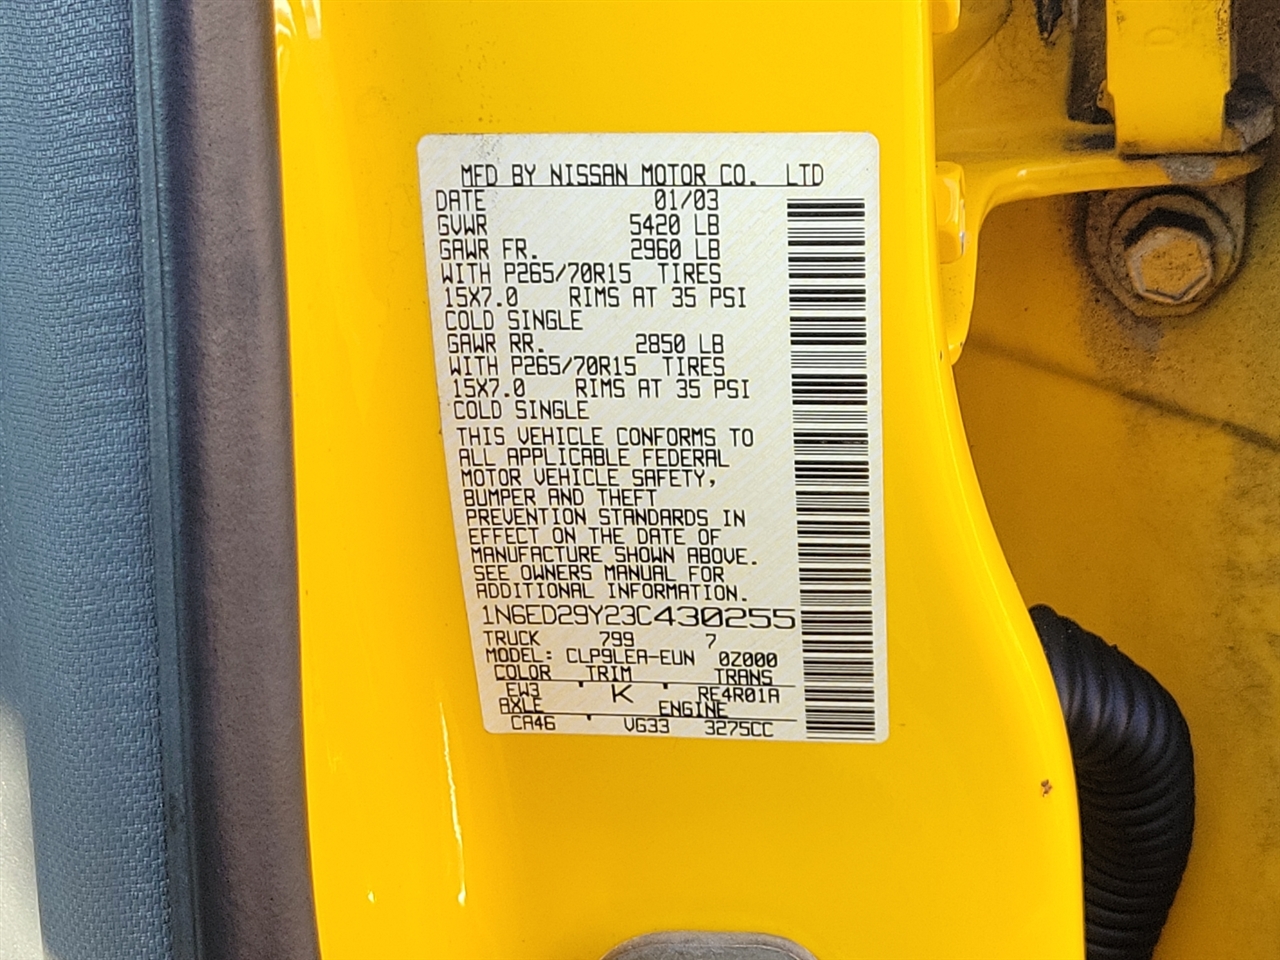 MFD BY NISSAN MOTOR CO. LTD
DATE 01/03
GVWR 5420 LB
GAWR FR. 2960 LB
WITH P265/70R15 TIRES
15X7.0 RIMS AT 35 PSI
COLD SINGLE
GAWR RR. 2850 LB
WITH P265/70R15 TIRES
15X7.0 RIMS AT 35 PSI
COLD SINGLE
THIS VEHICLE CONFORMS TO
ALL APPLICABLE FEDERAL
MOTOR VEHICLE SAFETY,
BUMPER AND THEFT
PREVENTION STANDARDS IN
EFFECT ON THE DATE OF
MANUFACTURE SHOWN ABOVE.
SEE OWNERS MANUAL FOR
ADDITIONAL INFORMATION.
1N6ED29Y23C430255
TRUCK 799 7
MODEL: CLP9LEA-EUN 0Z000
COLOR TRIM TRANS
EW3 K RE4R01A
AXLE ENGINE
CA46 VG33 3275CC